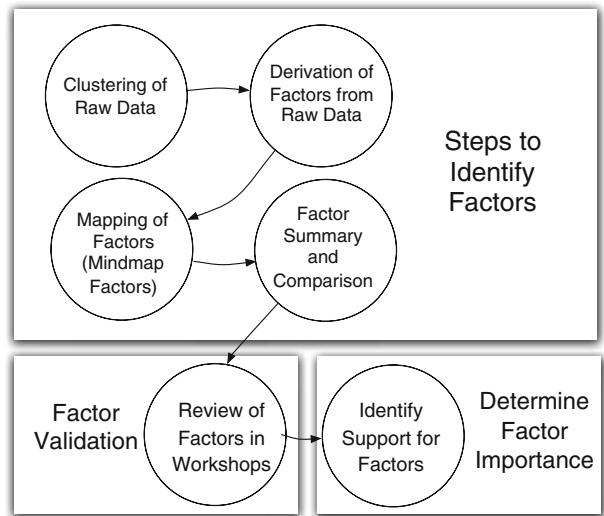 Clustering of
Raw Data
Derivation of
Factors from
Raw Data
Steps to
Identify
Factors
Mapping of
Factors
(Mindmap
Factors)
Factor
Summary
and
Comparison
Factor
Validation
Review of
Factors in
Workshops
Identify
Support for
Factors
Determine
Factor
Importance